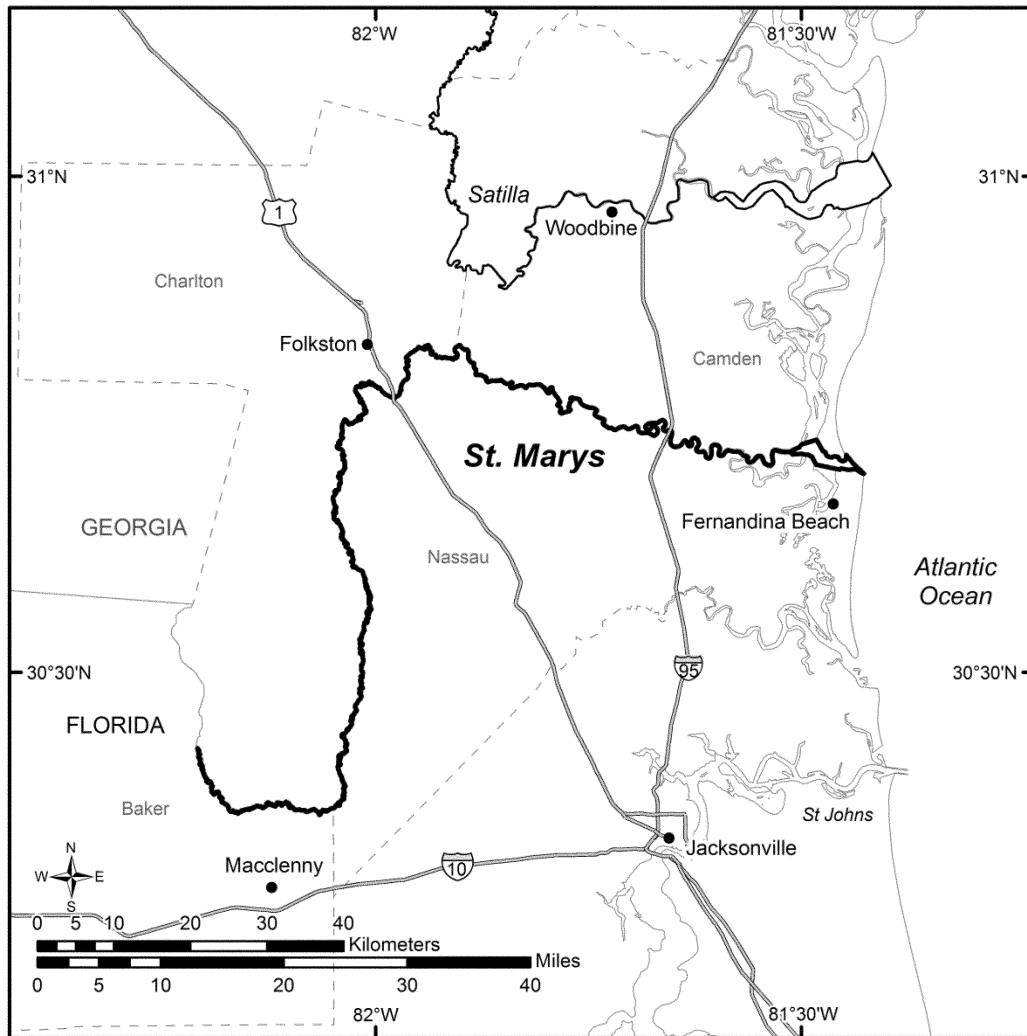 82°W
81°30'W
31°N
31°N
1
Satilla
Woodbine
Charlton
Folkston
Camden
St. Marys
Fernandina Beach
GEORGIA
Nassau
Atlantic
Ocean
30°30'N
30°30'N
95
FLORIDA
Baker
St Johns
Jacksonville
Macclenny
10
N
W E
S
0 5 10 20 30 40
Kilometers
Miles
0 5 10 20 30 40
82°W
81°30'W